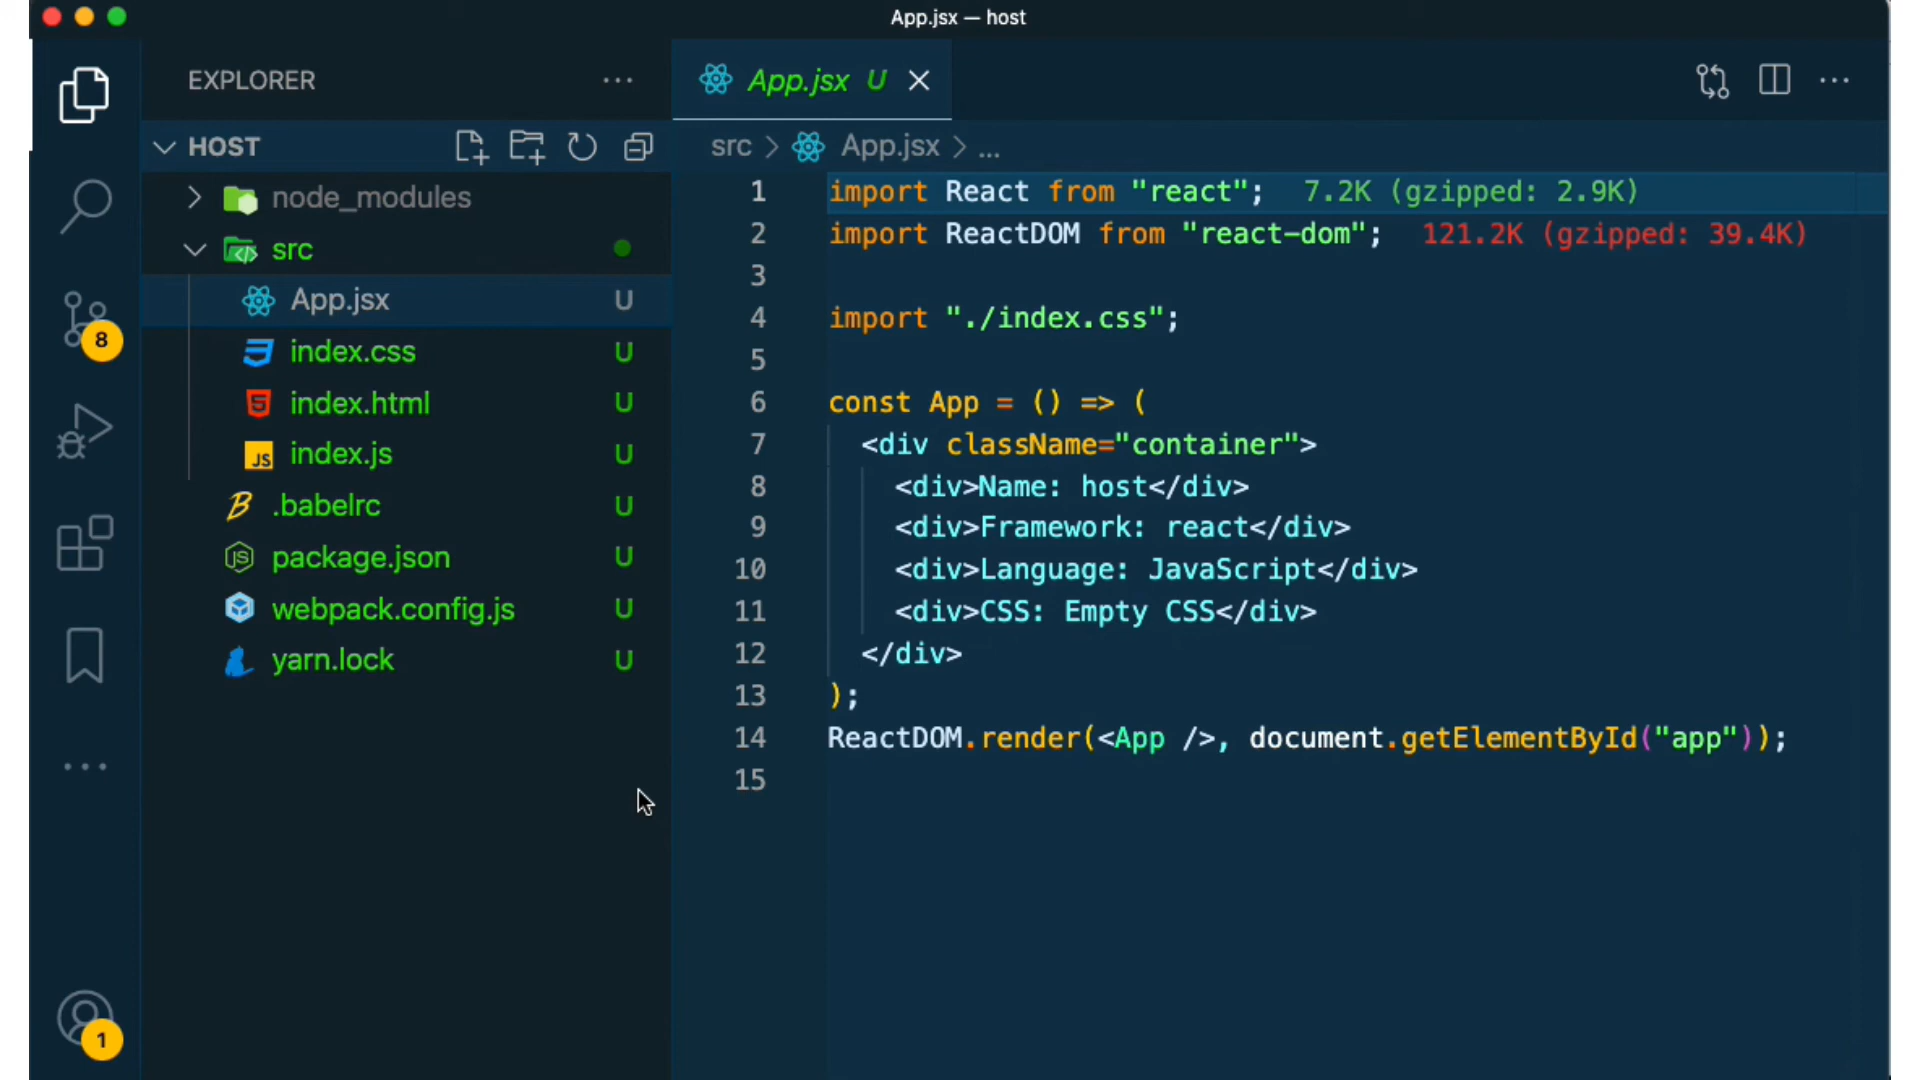 App.jsx — host
EXPLORER
HOST
node_modules
src
App.jsx U
index.css U
index.html U
index.js U
.babelrc U
package.json U
webpack.config.js U
yarn.lock U
8
1
App.jsx U
src > App.jsx > ...
1 import React from "react"; 7.2K (gzipped: 2.9K)
2 import ReactDOM from "react-dom"; 121.2K (gzipped: 39.4K)
3
4 import "./index.css";
5
6 const App = () => (
7 <div className="container">
8 <div>Name: host</div>
9 <div>Framework: react</div>
10 <div>Language: JavaScript</div>
11 <div>CSS: Empty CSS</div>
12 </div>
13 );
14 ReactDOM.render(<App />, document.getElementById("app"));
15